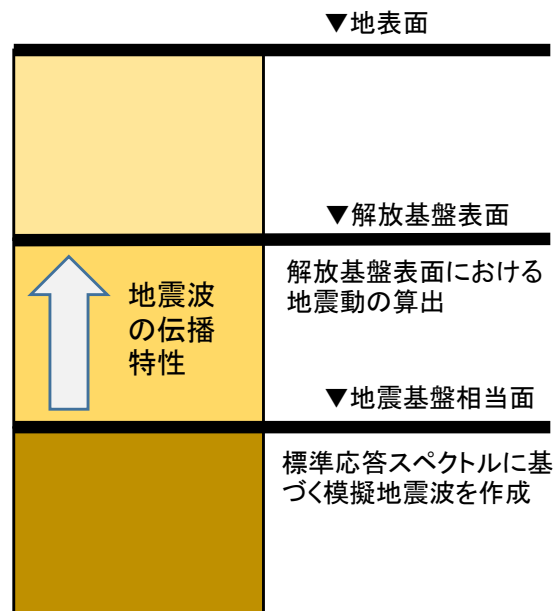 ▼地表面
▼解放基盤表面
解放基盤表面における
地震動の算出
地震波
の伝播
特性
▼地震基盤相当面
標準応答スペクトルに基
づく模擬地震波を作成